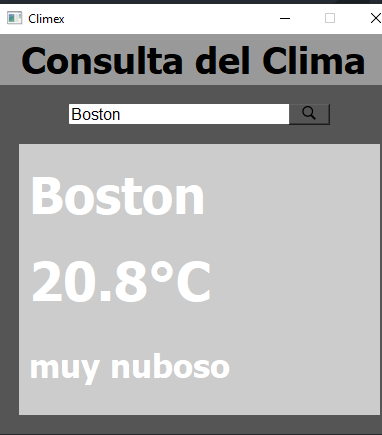 Climex
Consulta del Clima
Boston
Boston
20.8°C
muy nuboso